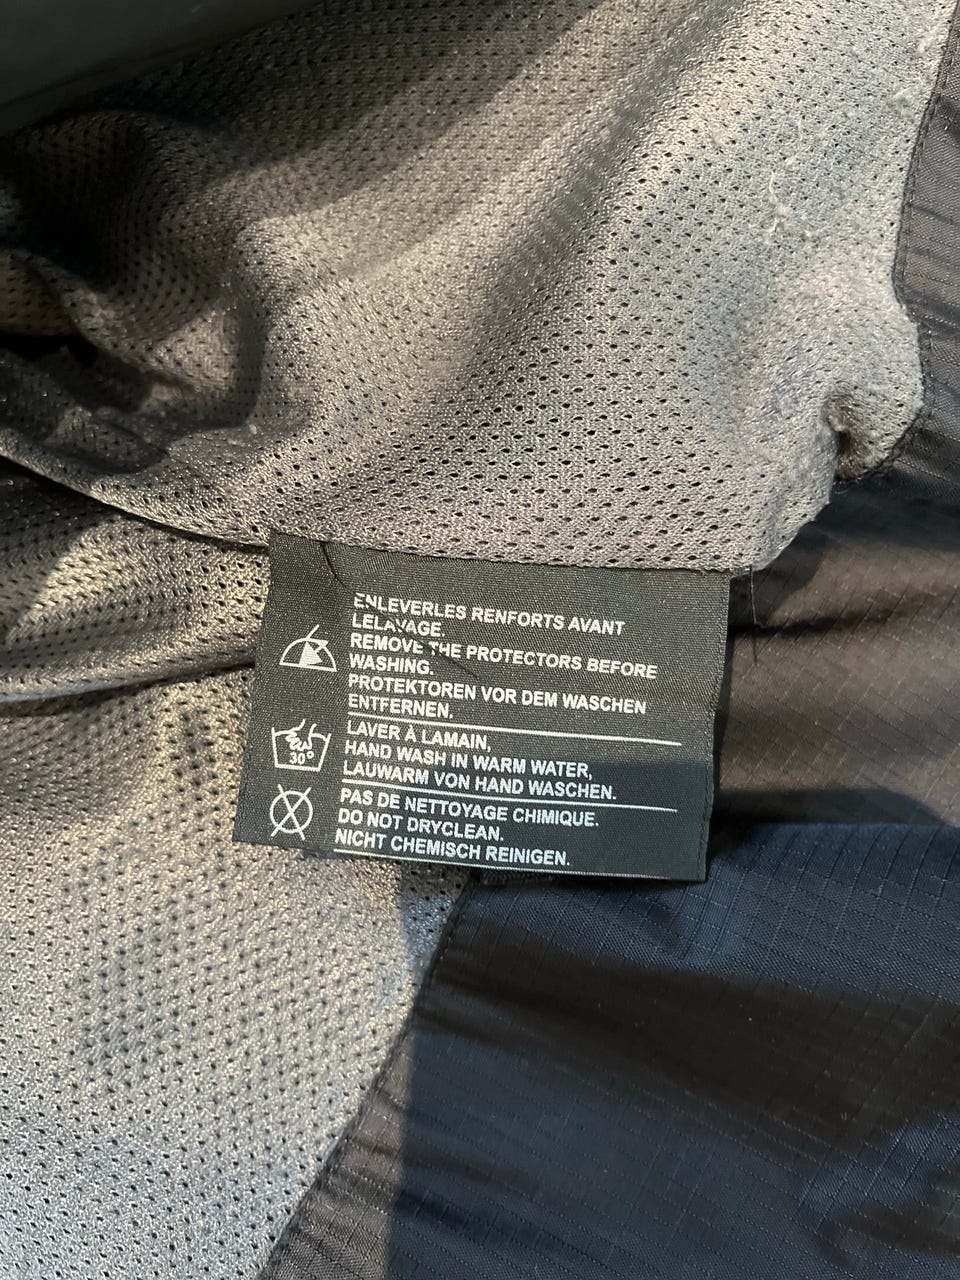 ENLEVERLES RENFORTS AVANT
LELAVAGE.
REMOVE THE PROTECTORS BEFORE
WASHING.
PROTEKTOREN VOR DEM WASCHEN
ENTFERNEN.
LAVER À LAMAIN,
30°
HAND WASH IN WARM WATER,
LAUWARM VON HAND WASCHEN.
PAS DE NETTOYAGE CHIMIQUE.
DO NOT DRYCLEAN.
NICHT CHEMISCH REINIGEN.